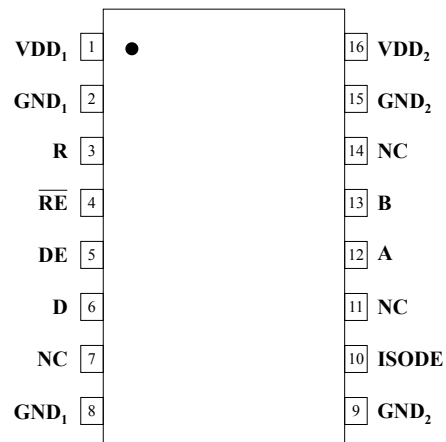 VDD₁ 1 16 VDD₂
GND₁ 2 15 GND₂
R 3 14 NC
R̅E̅ 4 13 B
DE 5 12 A
D 6 11 NC
NC 7 10 ISODE
GND₁ 8 9 GND₂